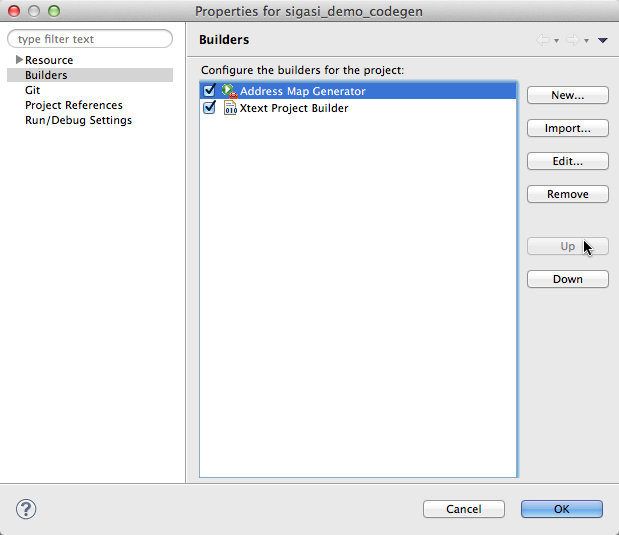 Properties for sigasi_demo_codegen
type filter text
Resource
Builders
Git
Project References
Run/Debug Settings
Builders
Configure the builders for the project:
Address Map Generator
010 Xtext Project Builder
New...
Import...
Edit...
Remove
Up
Down
?
Cancel
OK